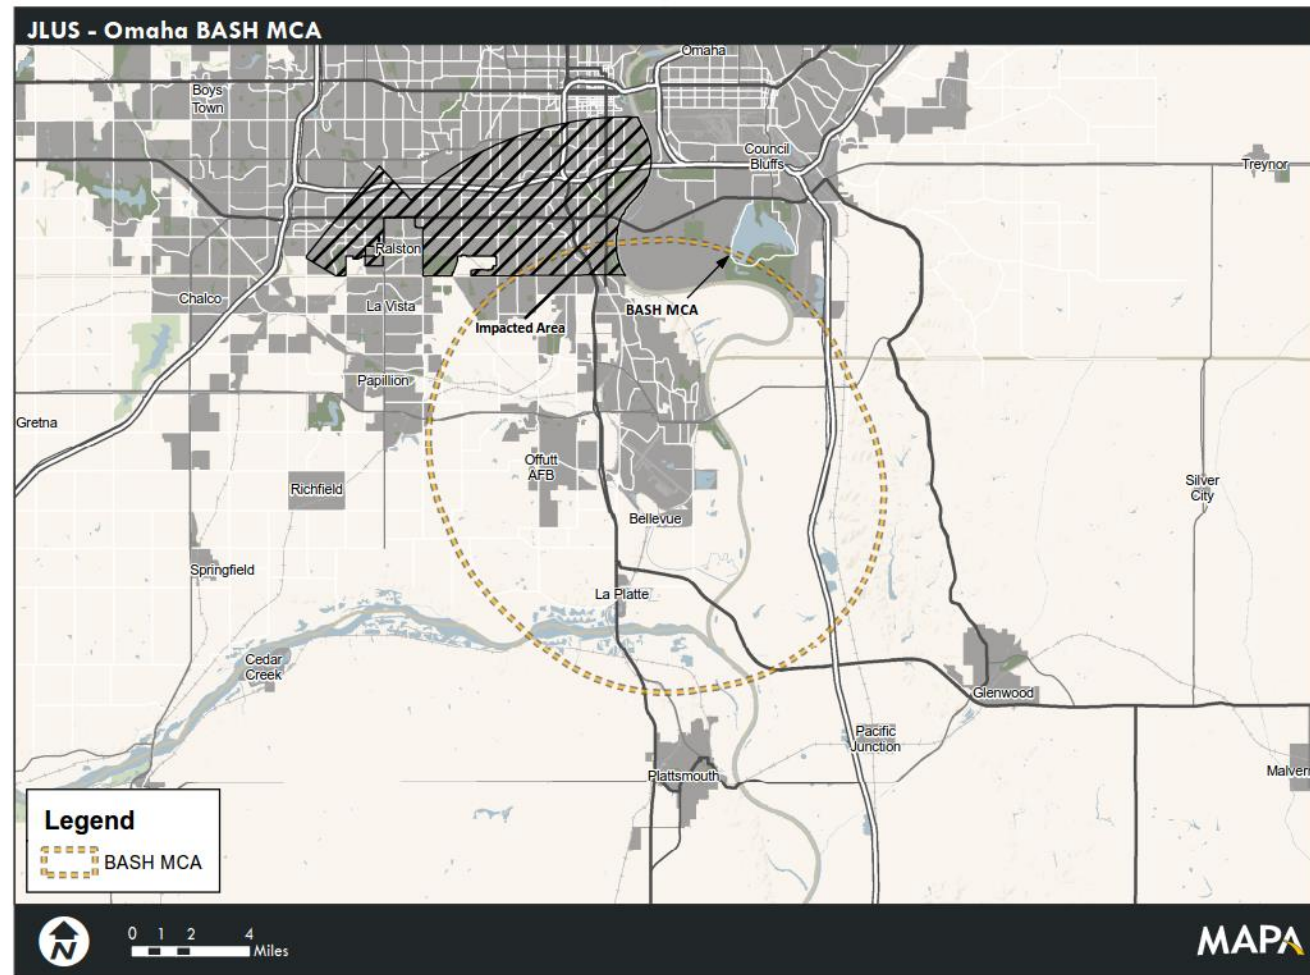 JLUS - Omaha BASH MCA
Omaha
Boys
Town
Council
Bluffs
Treynor
Ralston
Chalco
La Vista
BASH MCA
Impacted Area
Papillion
Gretna
Offutt
AFB
Richfield
Silver
City
Bellevue
Springfield
La Platte
Cedar
Creek
Glenwood
Pacific
Junction
Plattsmouth
Malvern
Legend
BASH MCA
N
0 1 2 4
Miles
MAPA